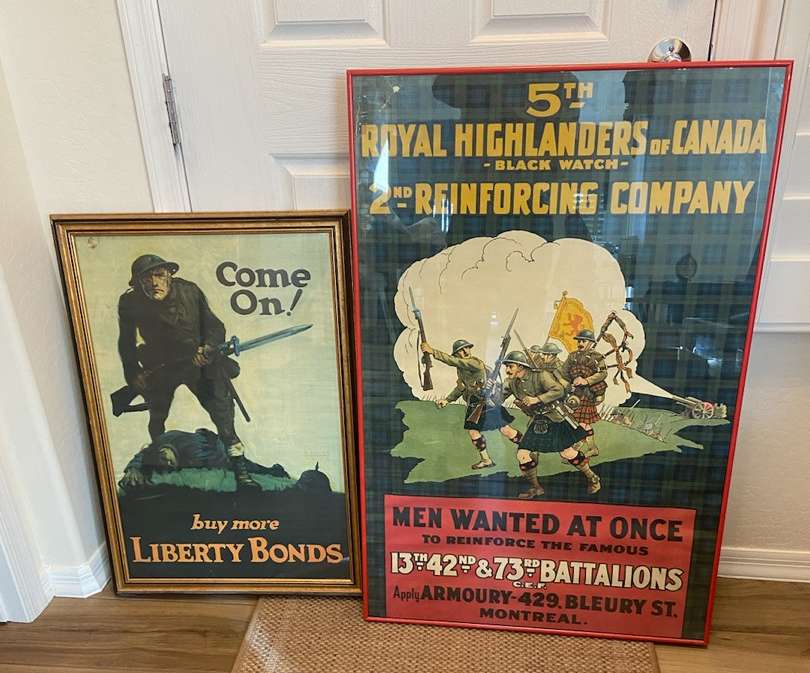 Come
On!
buy more
LIBERTY BONDS
5TH
ROYAL HIGHLANDERS OF CANADA
- BLACK WATCH -
2ND REINFORCING COMPANY
MEN WANTED AT ONCE
TO REINFORCE THE FAMOUS
13TH 42ND & 73RD BATTALIONS
C.E.F.
Apply ARMOURY-429. BLEURY ST.
MONTREAL.